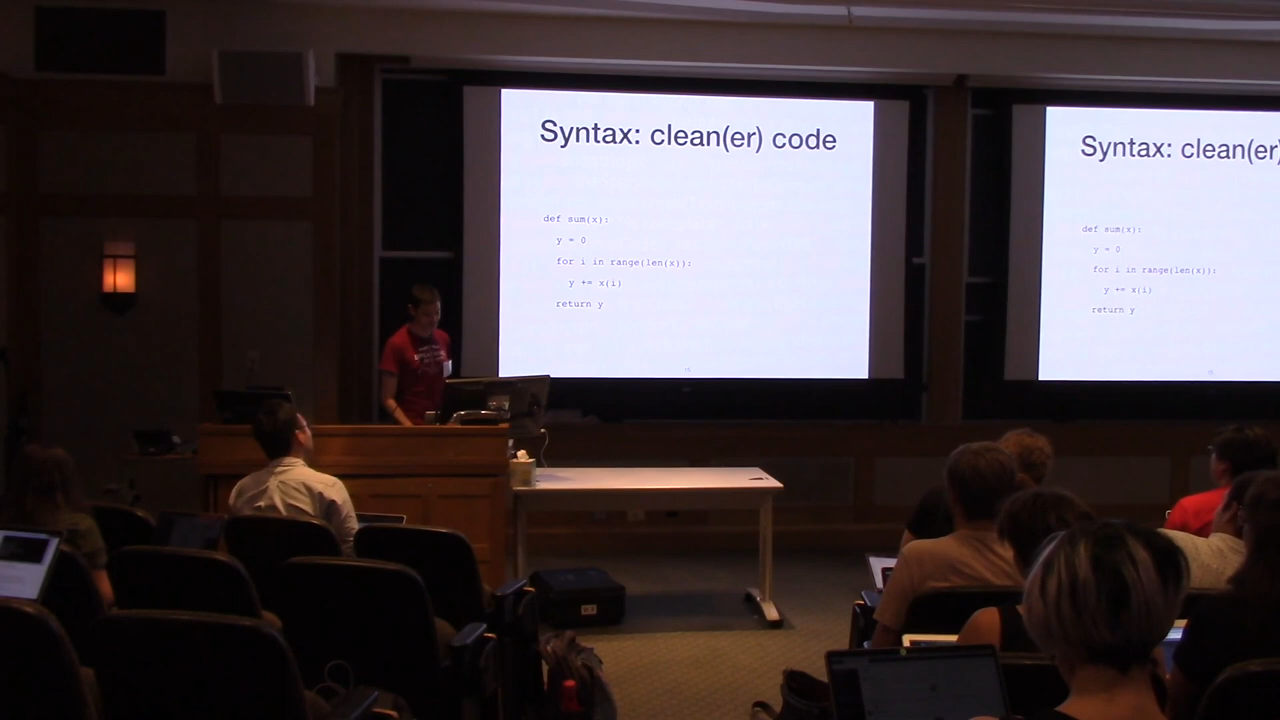 Syntax: clean(er) code
def sum(x):
y = 0
for i in range(len(x)):
y += x(i)
return y
Syntax: clean(er)
def sum(x):
y = 0
for i in range(len(x)):
y += x(i)
return y